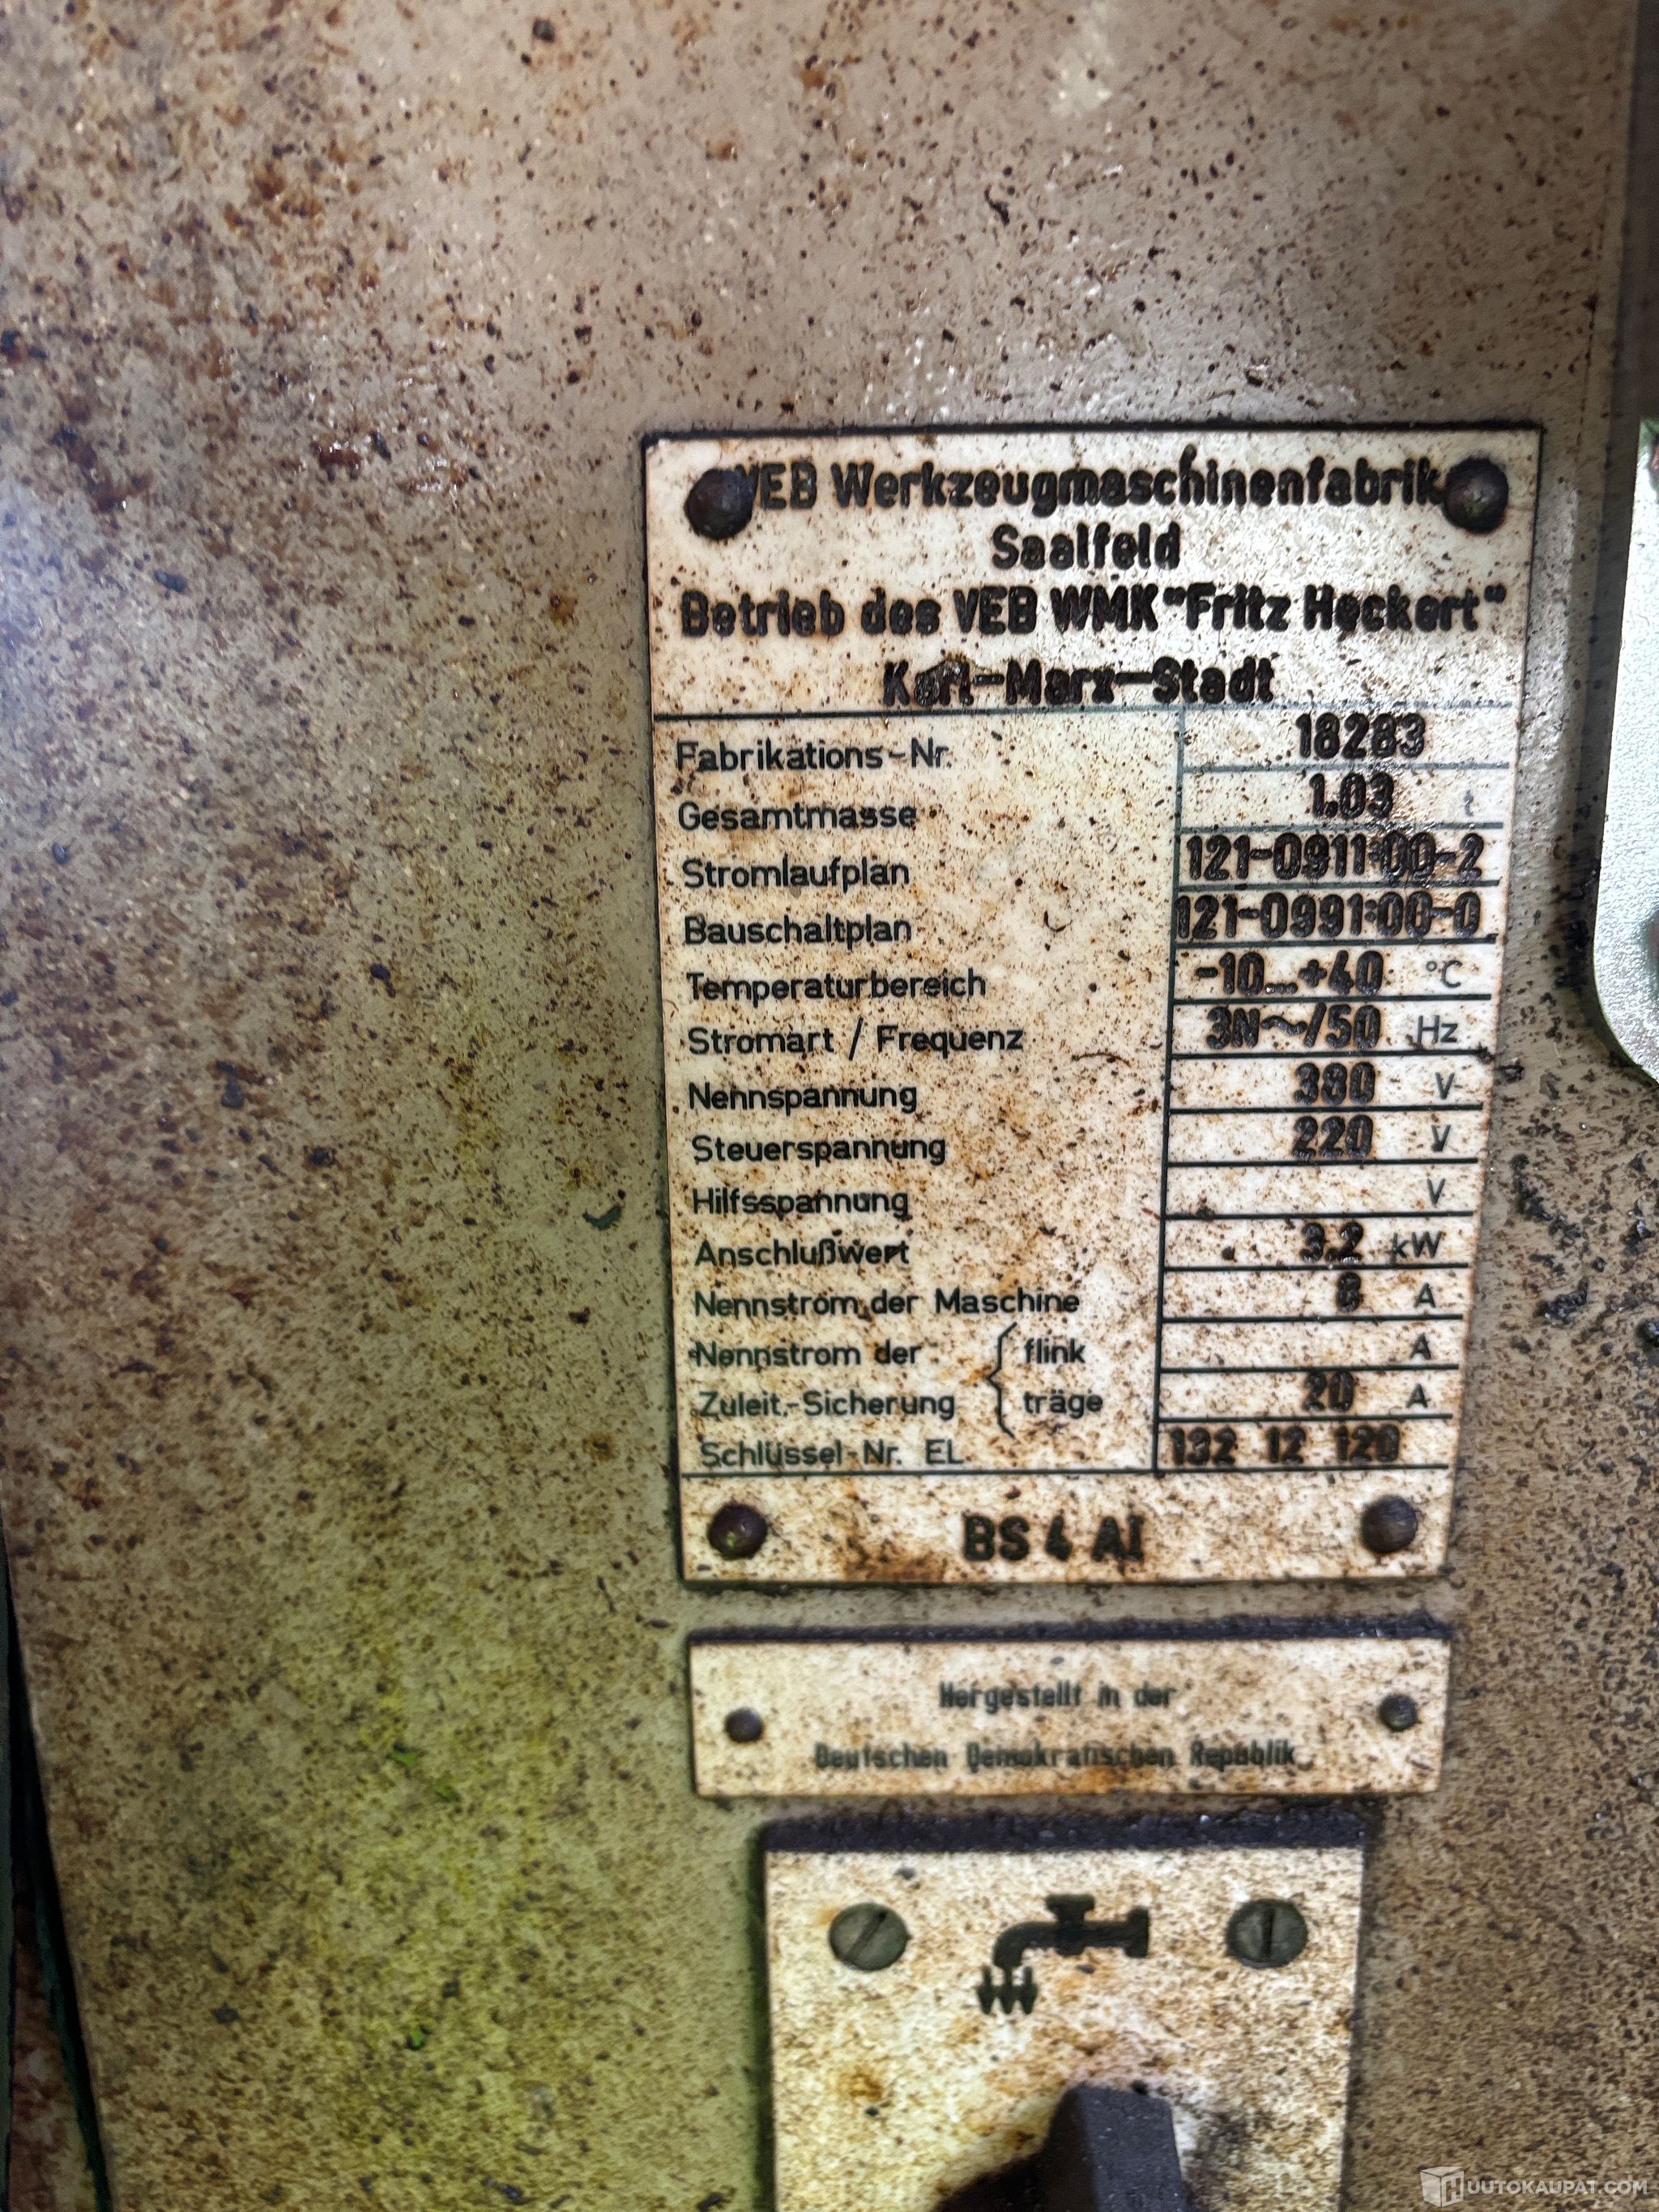 VEB Werkzeugmaschinenfabrik
Saalfeld
Betrieb des VEB WMK "Fritz Heckert"
Karl-Marx-Stadt
Fabrikations-Nr. 18283
Gesamtmasse 1.03 t
Stromlaufplan 121-0911:00-2
Bauschaltplan 121-0991:00-0
Temperaturbereich -10...+40 °C
Stromart / Frequenz 3N~/50 Hz
Nennspannung 380 V
Steuerspannung 220 V
Hilfsspannung V
Anschlußwert 3.2 kW
Nennstrom der Maschine 8 A
Nennstrom der { flink A
Zuleit.-Sicherung { träge 20 A
Schlüssel-Nr. EL 132 12 120
BS 4 AI
Hergestellt in der
Deutschen Demokratischen Republik
HUUTOKAUPAT.COM